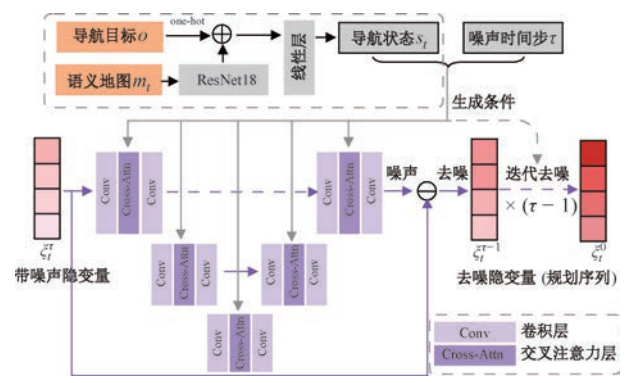 导航目标o
one-hot
语义地图m_t
ResNet18
线性层
导航状态s_t
噪声时间步τ
生成条件
Conv
Cross-Attn
Conv
Conv
Cross-Attn
Conv
噪声
去噪
迭代去噪
× (τ − 1)
ξ_t^τ
带噪声隐变量
Conv
Cross-Attn
Conv
Conv
Cross-Attn
Conv
ξ_t^{τ−1}
ξ_t^0
去噪隐变量 (规划序列)
Conv
Cross-Attn
Conv
Conv
卷积层
Cross-Attn
交叉注意力层